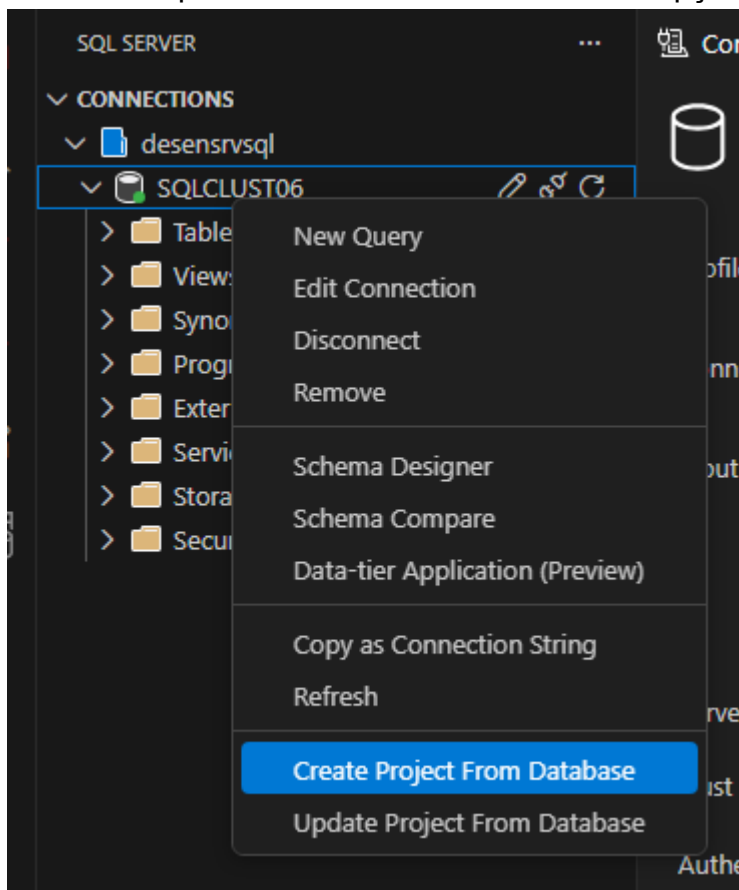 SQL SERVER
CONNECTIONS
desensrvsql
SQLCLUST06
New Query
Edit Connection
Disconnect
Remove
Schema Designer
Schema Compare
Data-tier Application (Preview)
Copy as Connection String
Refresh
Create Project From Database
Update Project From Database